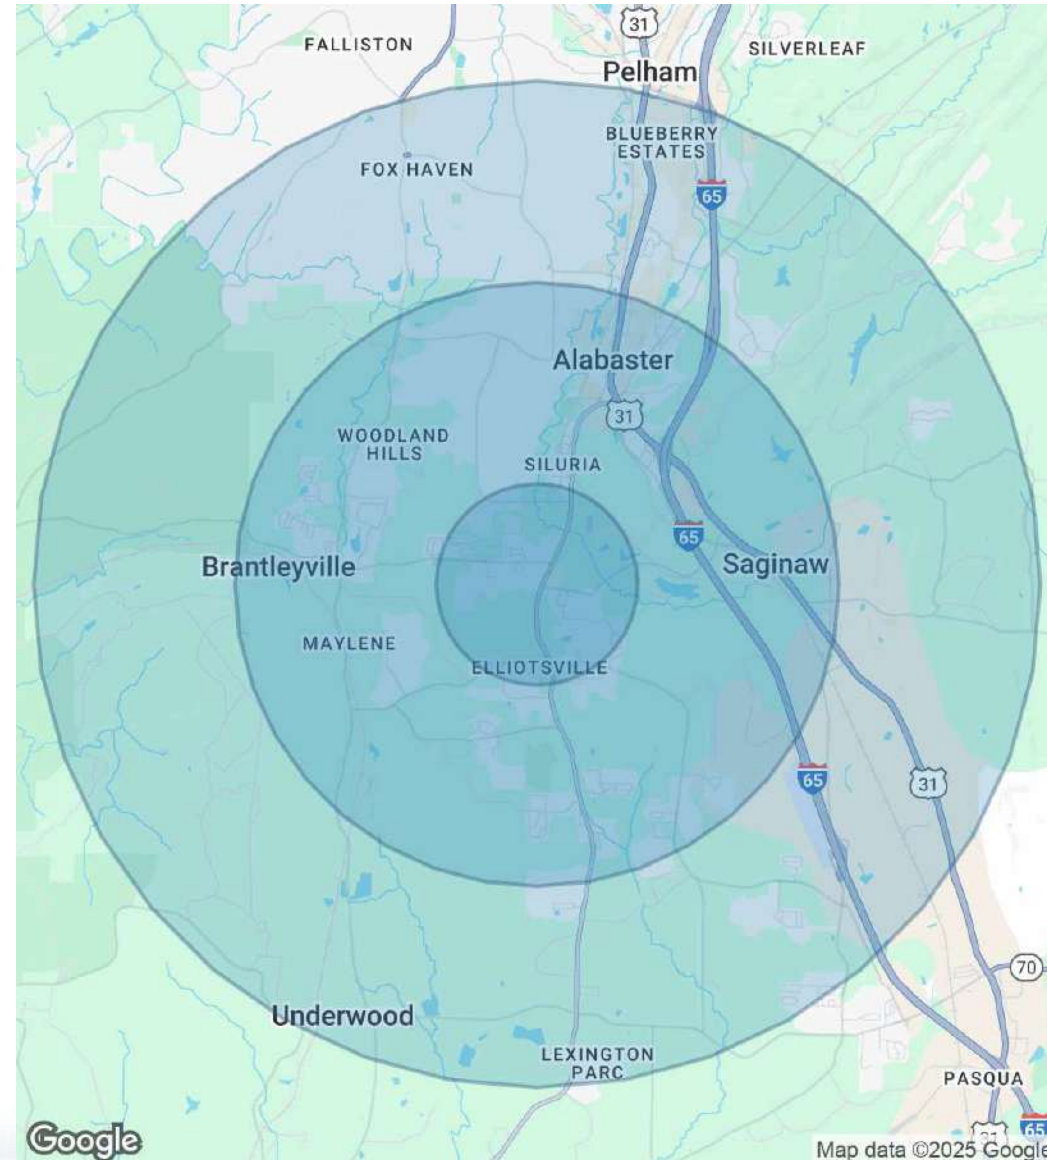 31
FALLISTON
SILVERLEAF
Pelham
BLUEBERRY
ESTATES
FOX HAVEN
65
Alabaster
31
WOODLAND
HILLS
SILURIA
65
Brantleyville
Saginaw
MAYLENE
ELLIOTSVILLE
65
31
70
Underwood
LEXINGTON
PARC
PASQUA
31
65
Google
Map data ©2025 Google